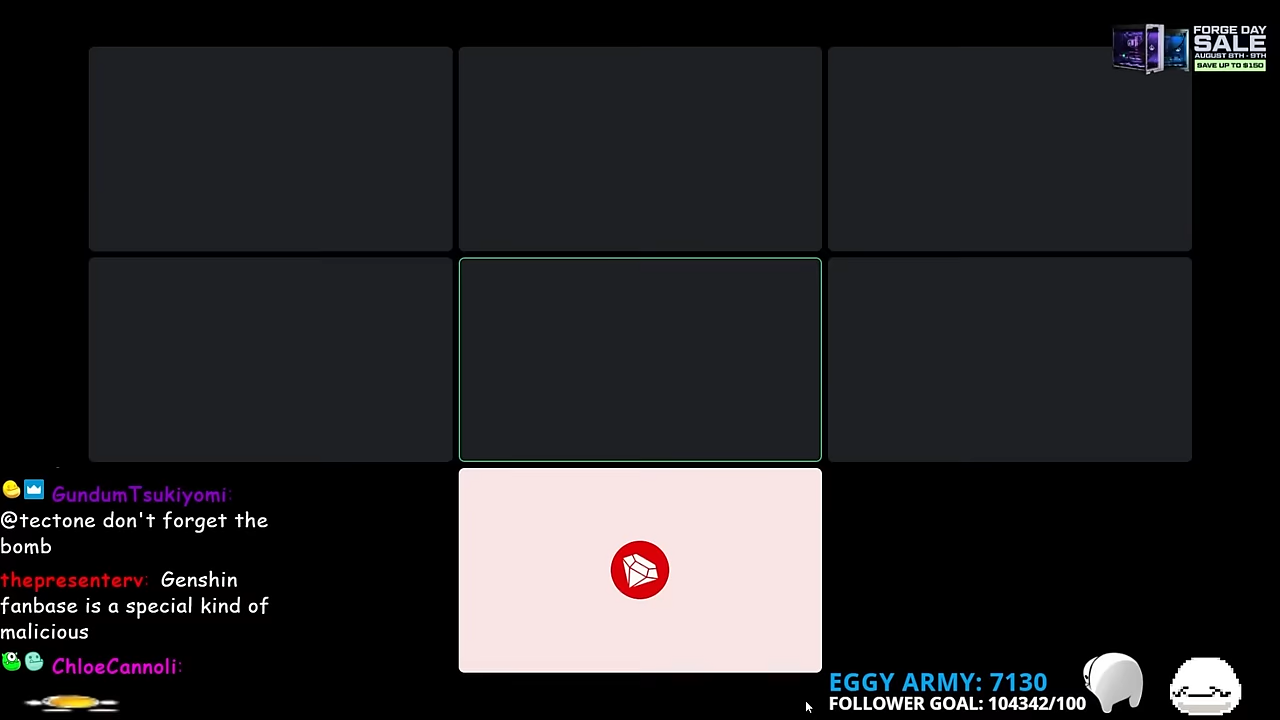 FORGE DAY
SALE
AUGUST 8TH - 9TH
SAVE UP TO $150
GundumTsukiyomi:
@tectone don't forget the
bomb
thepresenterv: Genshin
fanbase is a special kind of
malicious
ChloeCannoli:
EGGY ARMY: 7130
FOLLOWER GOAL: 104342/100